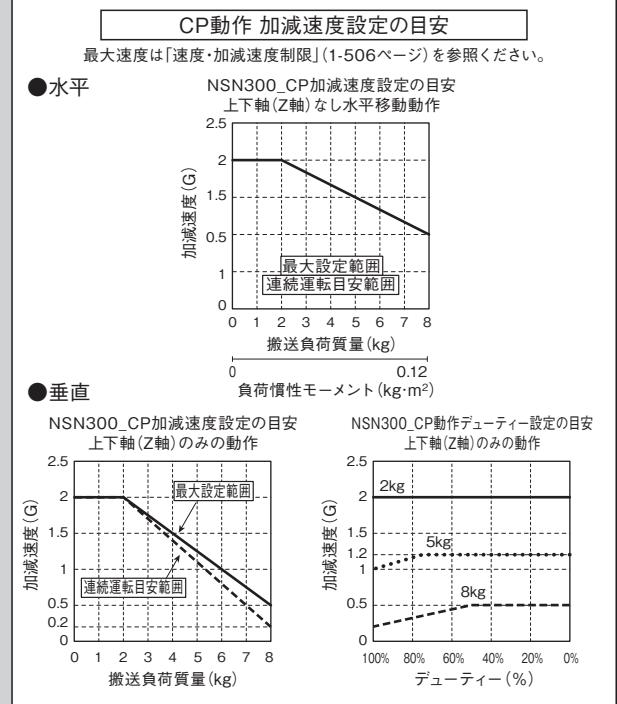 CP動作 加減速度設定の目安
最大速度は「速度・加減速度制限」(1-506ページ)を参照ください。
●水平
NSN300_CP加減速度設定の目安
上下軸(Z軸)なし水平移動動作
加減速度(G)
2.5
2
1.5
0.5
1
0
最大設定範囲
連続運転目安範囲
0 1 2 3 4 5 6 7 8
搬送負荷質量(kg)
0 0.12
負荷慣性モーメント(kg·m²)
●垂直
NSN300_CP加減速度設定の目安
上下軸(Z軸)のみの動作
加減速度(G)
2.5
2
1.5
1
0.5
0.2
0
最大設定範囲
連続運転目安範囲
0 1 2 3 4 5 6 7 8
搬送負荷質量(kg)
NSN300_CP動作デューティー設定の目安
上下軸(Z軸)のみの動作
加減速度(G)
2.5
2
1.5
1.2
1
0.5
0
2kg
5kg
8kg
100% 80% 60% 40% 20% 0%
デューティー(%)